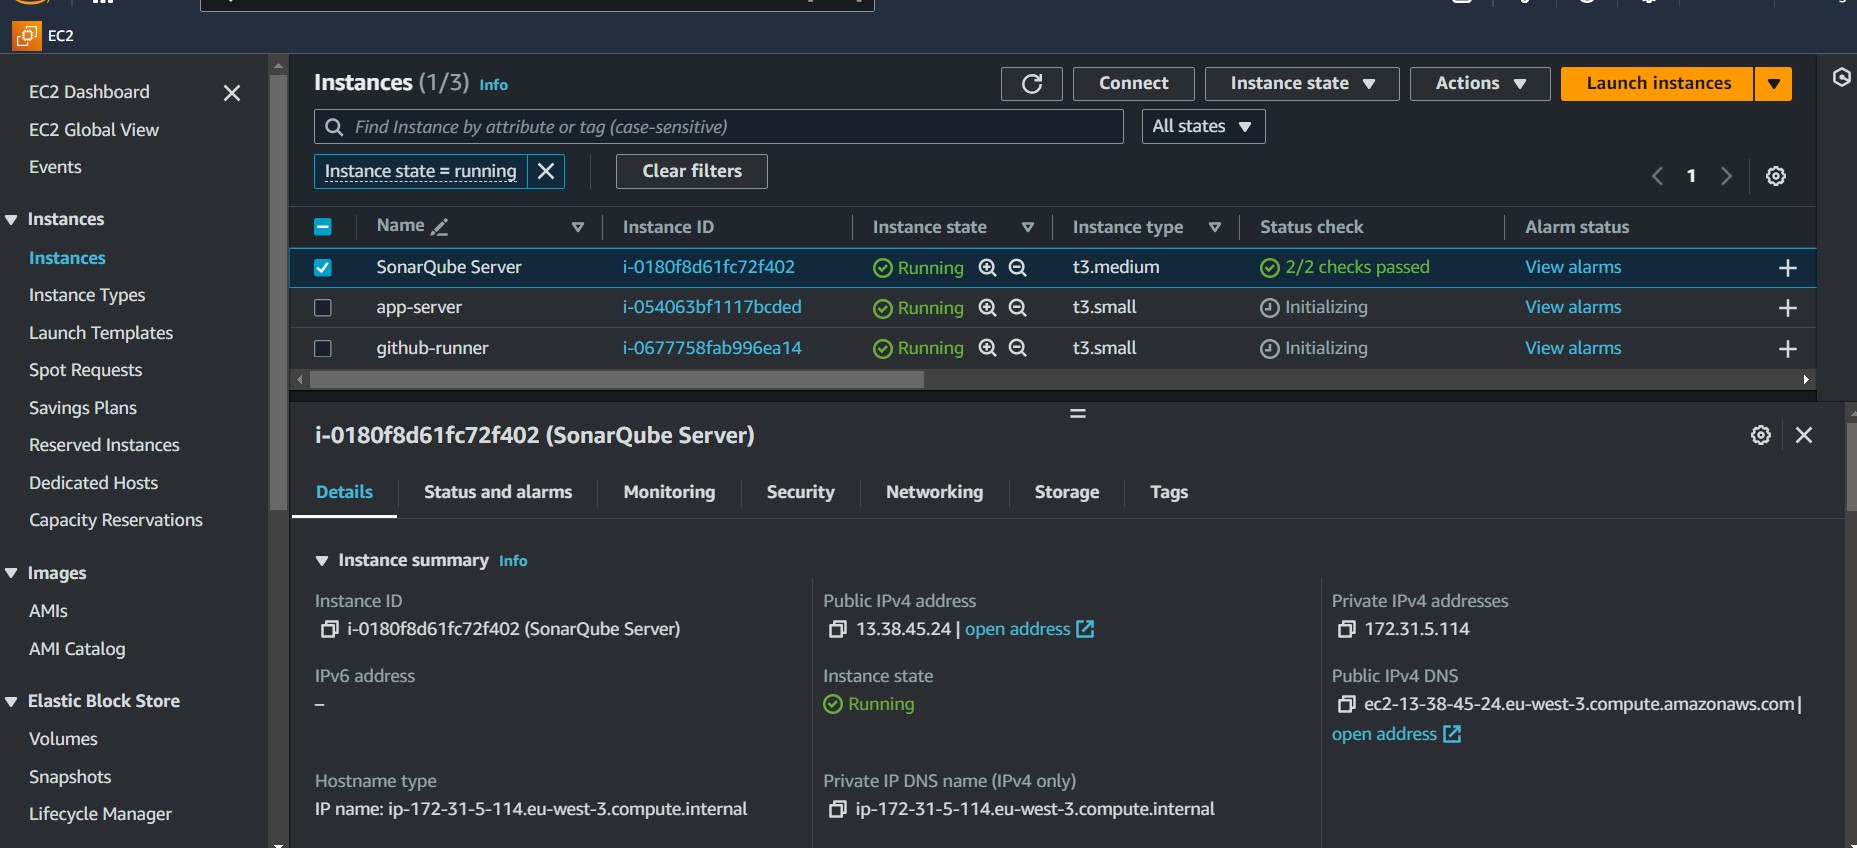 EC2
EC2 Dashboard
EC2 Global View
Events
Instances
Instances
Instance Types
Launch Templates
Spot Requests
Savings Plans
Reserved Instances
Dedicated Hosts
Capacity Reservations
Images
AMIs
AMI Catalog
Elastic Block Store
Volumes
Snapshots
Lifecycle Manager
Instances (1/3) Info
Connect
Instance state
Actions
Launch instances
Find Instance by attribute or tag (case-sensitive)
All states
Instance state = running
Clear filters
1
Name Instance ID Instance state Instance type Status check Alarm status
SonarQube Server i-0180f8d61fc72f402 Running t3.medium 2/2 checks passed View alarms
app-server i-054063bf1117bcded Running t3.small Initializing View alarms
github-runner i-0677758fab996ea14 Running t3.small Initializing View alarms
i-0180f8d61fc72f402 (SonarQube Server)
Details Status and alarms Monitoring Security Networking Storage Tags
Instance summary Info
Instance ID
i-0180f8d61fc72f402 (SonarQube Server)
Public IPv4 address
13.38.45.24 | open address
Private IPv4 addresses
172.31.5.114
IPv6 address
–
Instance state
Running
Public IPv4 DNS
ec2-13-38-45-24.eu-west-3.compute.amazonaws.com |
open address
Hostname type
IP name: ip-172-31-5-114.eu-west-3.compute.internal
Private IP DNS name (IPv4 only)
ip-172-31-5-114.eu-west-3.compute.internal